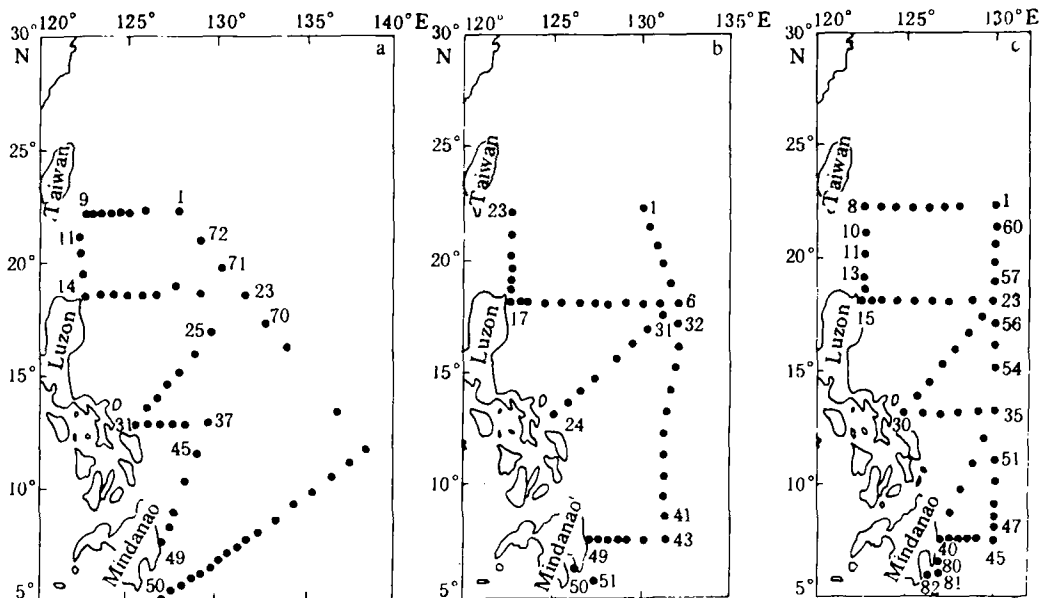 120° 125° 130° 135° 140°E
30°
N
a
25°
Taiwan
9 1
11 72
20° 71
14 23
70
Luzon
25
15°
31 37
45
10°
Mindanao
49
50
5°
120° 125° 130° 135°E
30°
N
b
25°
Taiwan
23 1
20°
17 6
31 32
Luzon
15°
24
10°
41
Mindanao
49 43
50 51
5°
120° 125° 130°E
30°
N
c
25°
Taiwan
8 1
10 60
11
20°
13 57
15 23
56
Luzon
15° 54
30 35
51
10°
47
Mindanao
40 45
80
82 81
5°